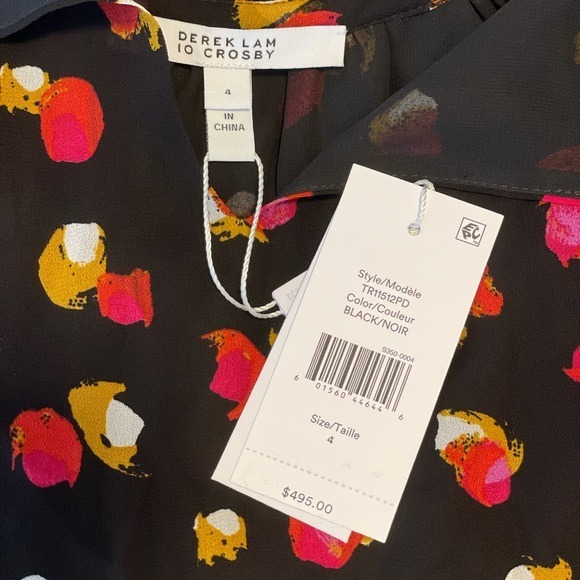 DEREK LAM
10 CROSBY
4
IN
CHINA
Style/Modèle
TR11512PD
Color/Couleur
BLACK/NOIR
S350-0004
6 01560 44644 6
Size/Taille
4
$495.00